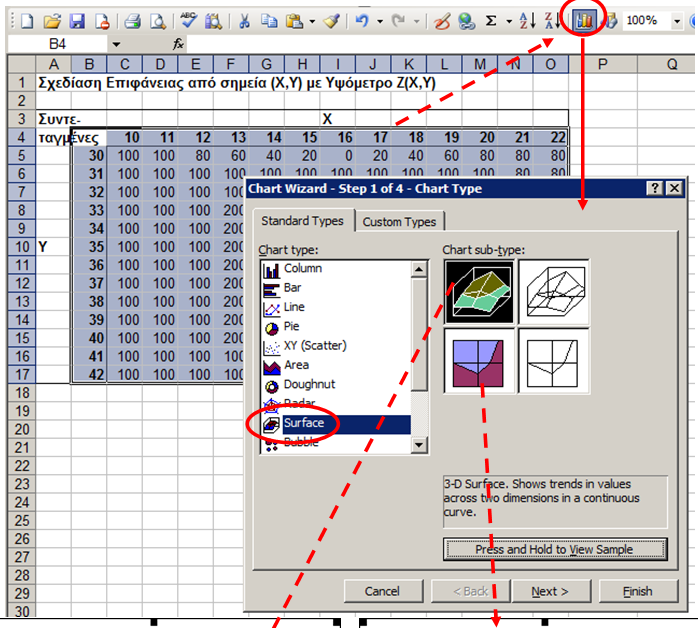 100%
B4 fx
A B C D E F G H I J K L M N O P Q
1 Σχεδίαση Επιφάνειας από σημεία (Χ,Υ) με Υψόμετρο Ζ(Χ,Υ)
2
3 Συντε- X
4 ταγμένες 10 11 12 13 14 15 16 17 18 19 20 21 22
5 30 100 100 80 60 40 20 0 20 40 60 80 80 80
6 31 100 100 100 100 100 100 100 100 100 100 100 80 80
7 32 100 100 100 100
8 33 100 100 100 200
9 34 100 100 100 200
10 Y 35 100 100 100 200
11 36 100 100 100 200
12 37 100 100 100 200
13 38 100 100 100 200
14 39 100 100 100 200
15 40 100 100 100 200
16 41 100 100 100 100
17 42 100 100 100 100
18
19
20
21
22
23
24
25
26
27
28
29
30
Chart Wizard - Step 1 of 4 - Chart Type
Standard Types Custom Types
Chart type:
Column
Bar
Line
Pie
XY (Scatter)
Area
Doughnut
Radar
Surface
Bubble
Chart sub-type:
3-D Surface. Shows trends in values
across two dimensions in a continuous
curve.
Press and Hold to View Sample
Cancel < Back Next > Finish